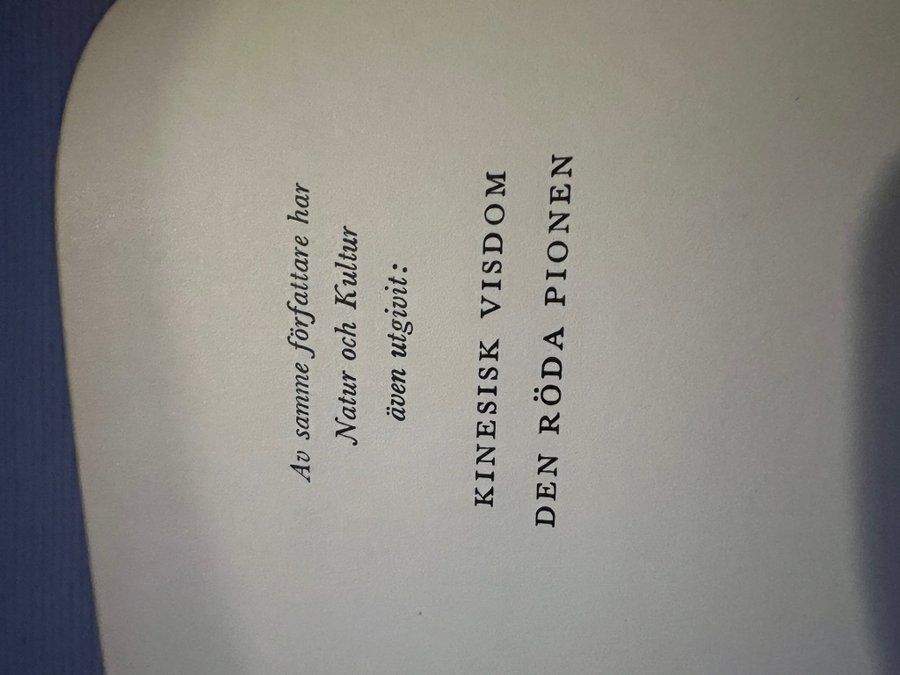 Av samme författare har
Natur och Kultur
även utgivit:
KINESISK VISDOM
DEN RÖDA PIONEN